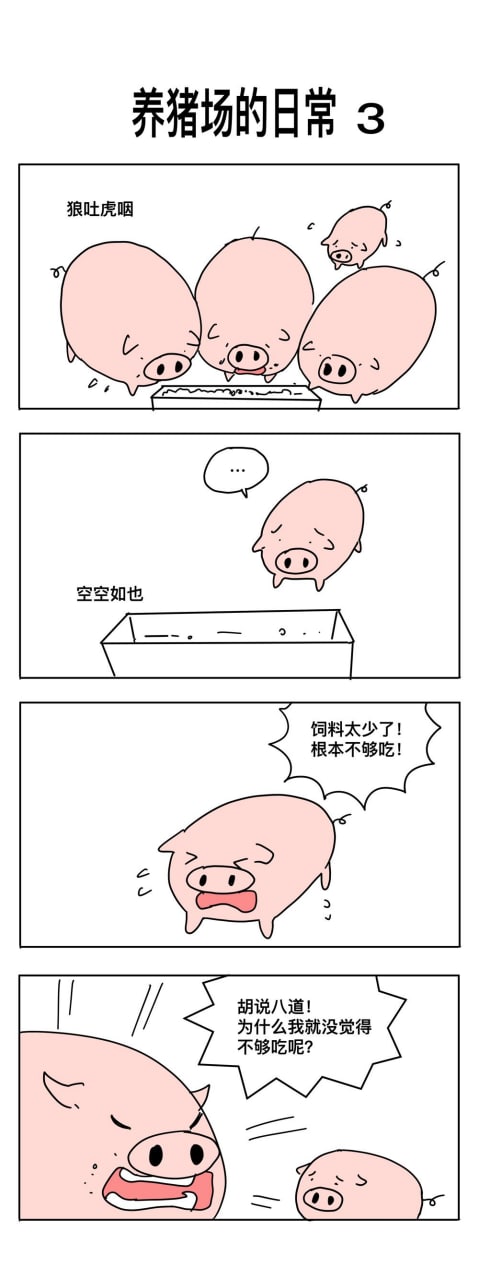 养猪场的日常 3
狼吐虎咽
...
空空如也
饲料太少了！
根本不够吃！
胡说八道！
为什么我就没觉得
不够吃呢？